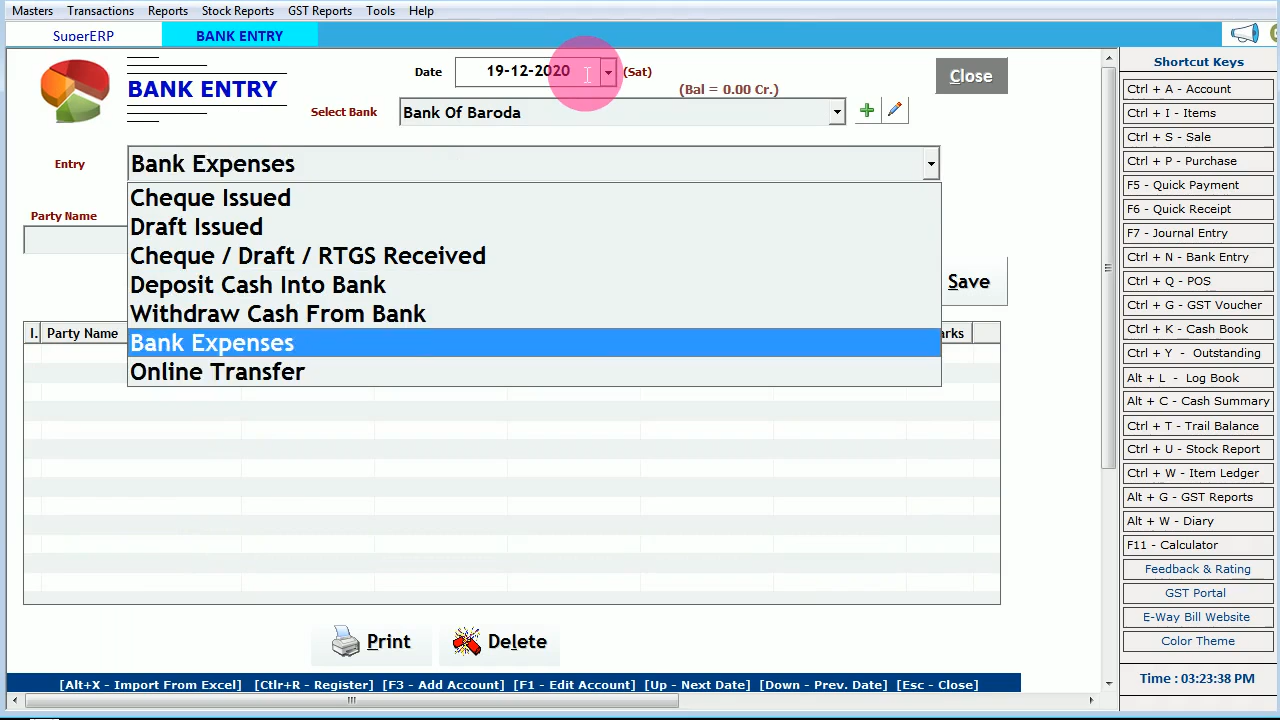 Masters Transactions Reports Stock Reports GST Reports Tools Help
SuperERP BANK ENTRY
BANK ENTRY
Date 19-12-2020 (Sat)
(Bal = 0.00 Cr.)
Close
Select Bank Bank Of Baroda
Entry Bank Expenses
Cheque Issued
Draft Issued
Cheque / Draft / RTGS Received
Deposit Cash Into Bank
Withdraw Cash From Bank
Bank Expenses
Online Transfer
Party Name
Save
I. Party Name arks
Print Delete
[Alt+X - Import From Excel] [Ctlr+R - Register] [F3 - Add Account] [F1 - Edit Account] [Up - Next Date] [Down - Prev. Date] [Esc - Close]
Shortcut Keys
Ctrl + A - Account
Ctrl + I - Items
Ctrl + S - Sale
Ctrl + P - Purchase
F5 - Quick Payment
F6 - Quick Receipt
F7 - Journal Entry
Ctrl + N - Bank Entry
Ctrl + Q - POS
Ctrl + G - GST Voucher
Ctrl + K - Cash Book
Ctrl + Y - Outstanding
Alt + L - Log Book
Alt + C - Cash Summary
Ctrl + T - Trail Balance
Ctrl + U - Stock Report
Ctrl + W - Item Ledger
Alt + G - GST Reports
Alt + W - Diary
F11 - Calculator
Feedback & Rating
GST Portal
E-Way Bill Website
Color Theme
Time : 03:23:38 PM